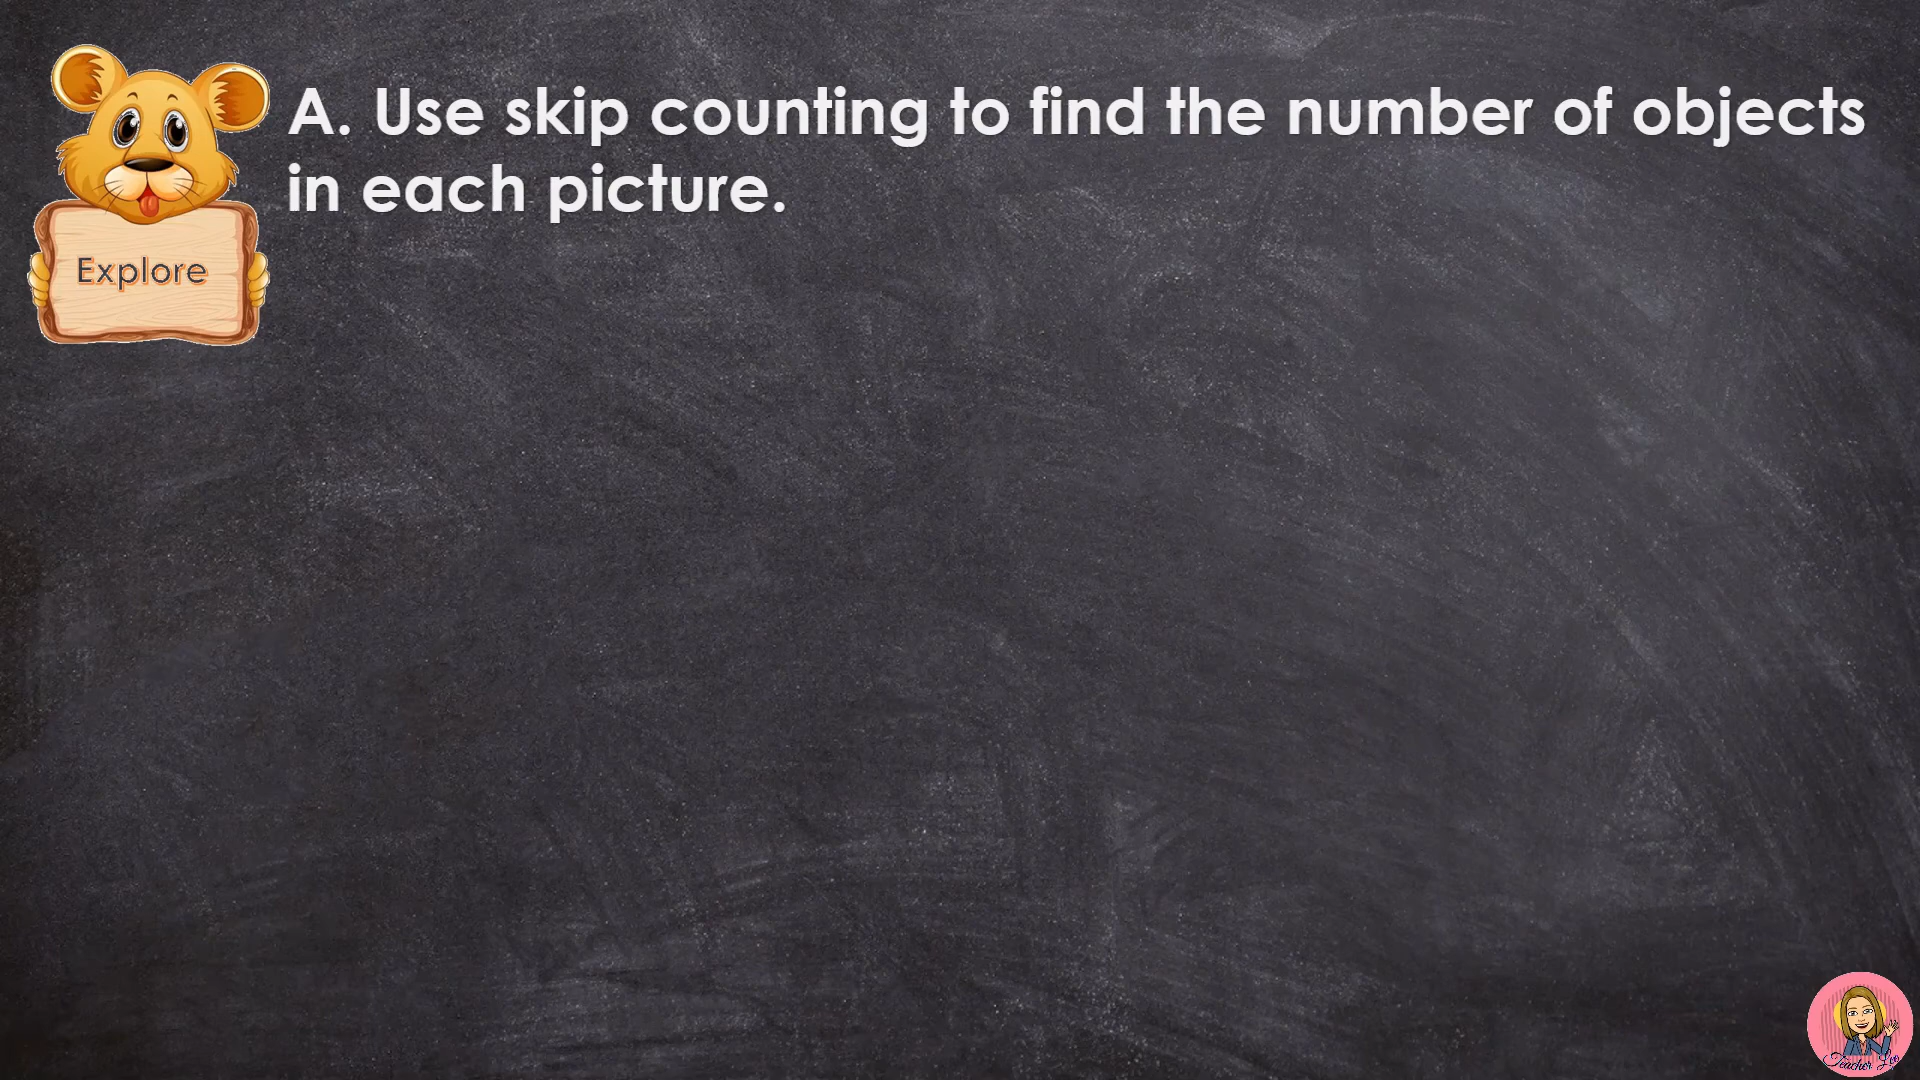 A. Use skip counting to find the number of objects
in each picture.
Explore